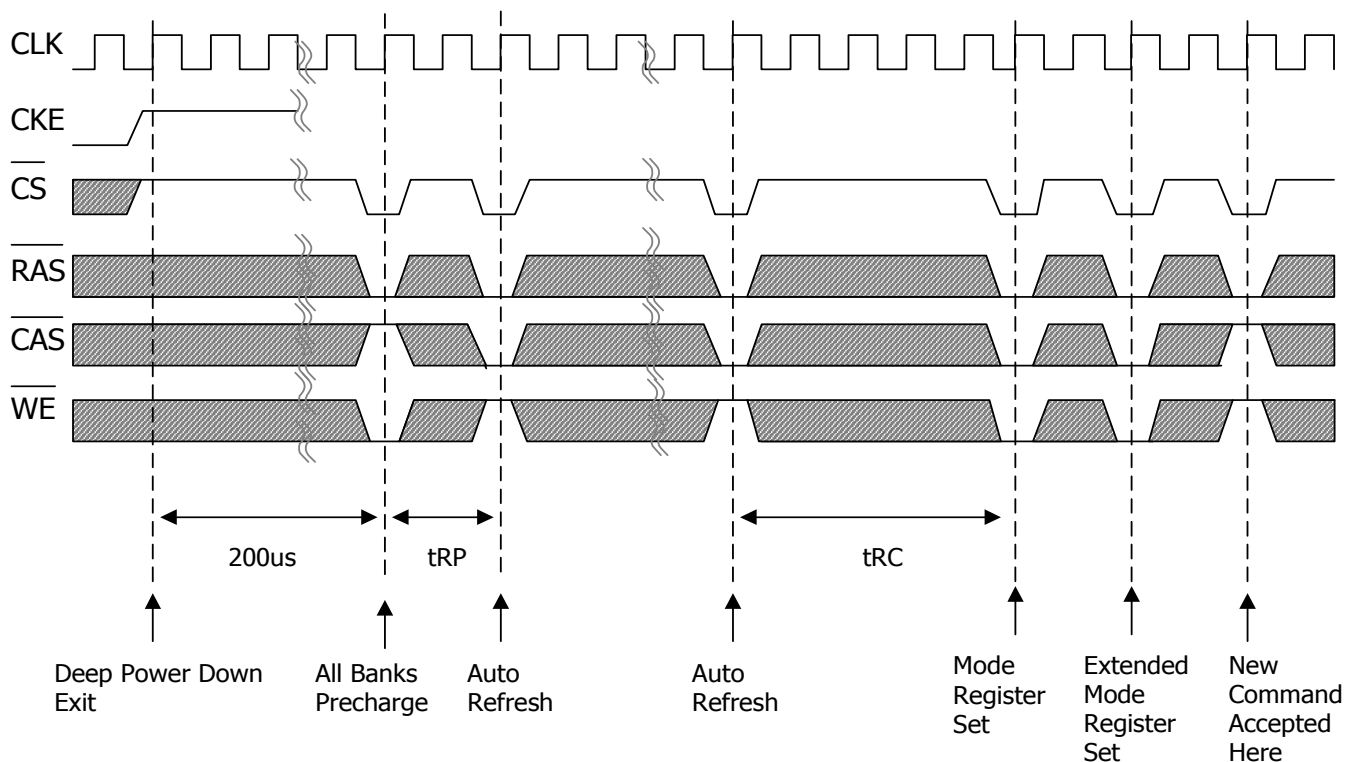 CLK
CKE
CS
RAS
CAS
WE
200us
tRP
tRC
Deep Power Down
Exit
All Banks
Precharge
Auto
Refresh
Auto
Refresh
Mode
Register
Set
Extended
Mode
Register
Set
New
Command
Accepted
Here